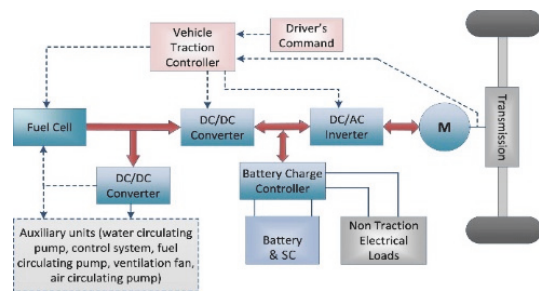 Vehicle
Traction
Controller
Driver's
Command
Fuel Cell
DC/DC
Converter
DC/AC
Inverter
M
Transmission
DC/DC
Converter
Battery Charge
Controller
Auxiliary units (water circulating
pump, control system, fuel
circulating pump, ventilation fan,
air circulating pump)
Battery
& SC
Non Traction
Electrical
Loads